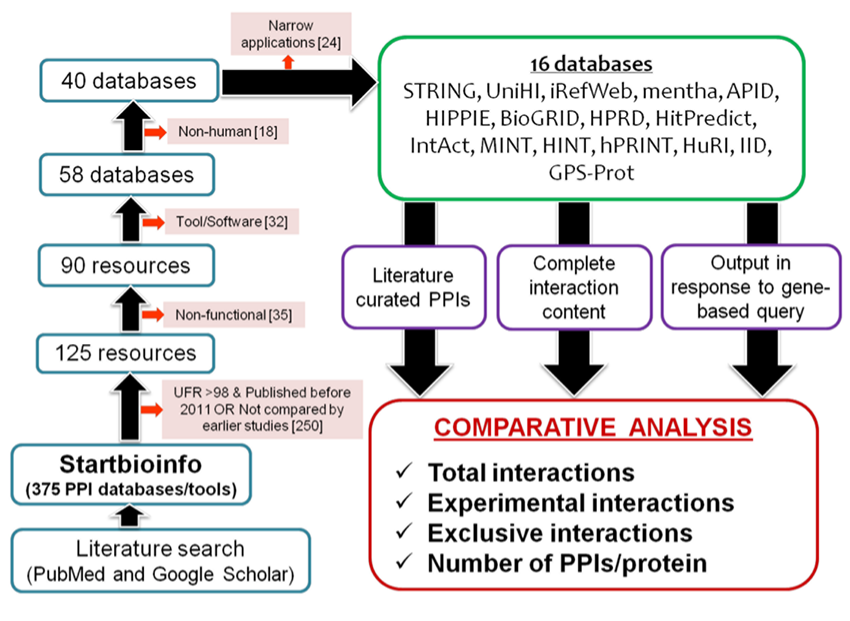 Narrow
applications [24]
40 databases
Non-human [18]
58 databases
Tool/Software [32]
90 resources
Non-functional [35]
125 resources
UFR >98 & Published before
2011 OR Not compared by
earlier studies [250]
Startbioinfo
(375 PPI databases/tools)
Literature search
(PubMed and Google Scholar)
16 databases
STRING, UniHI, iRefWeb, mentha, APID,
HIPPIE, BioGRID, HPRD, HitPredict,
IntAct, MINT, HINT, hPRINT, HuRI, IID,
GPS-Prot
Literature
curated PPIs
Complete
interaction
content
Output in
response to gene-
based query
COMPARATIVE ANALYSIS
✓ Total interactions
✓ Experimental interactions
✓ Exclusive interactions
✓ Number of PPIs/protein